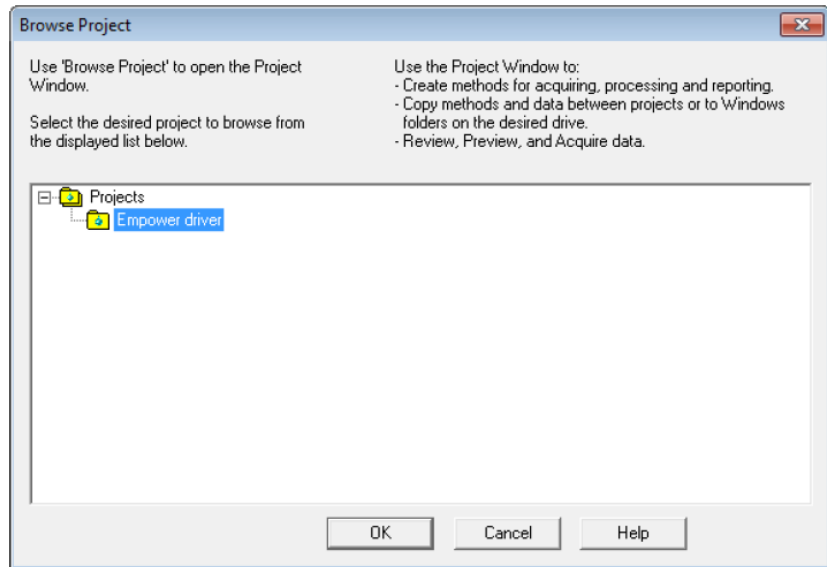 Browse Project
Use 'Browse Project' to open the Project
Window.
Select the desired project to browse from
the displayed list below.
Use the Project Window to:
- Create methods for acquiring, processing and reporting.
- Copy methods and data between projects or to Windows
folders on the desired drive.
- Review, Preview, and Acquire data.
Projects
Empower driver
OK
Cancel
Help